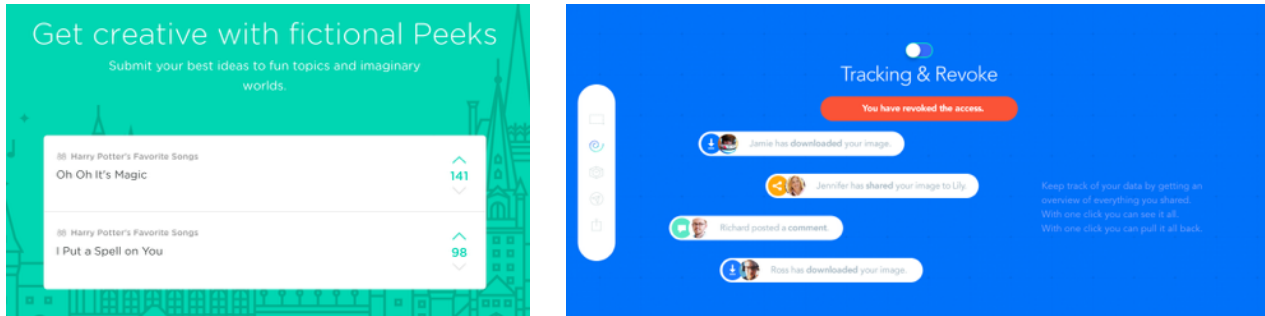 Get creative with fictional Peeks
Submit your best ideas to fun topics and imaginary
worlds.
Harry Potter's Favorite Songs
Oh Oh It's Magic
141
Harry Potter's Favorite Songs
I Put a Spell on You
98
Tracking & Revoke
You have revoked the access.
Jamie has downloaded your image.
Jennifer has shared your image to Lily.
Richard posted a comment.
Ross has downloaded your image.
Keep track of your data by getting an
overview of everything you shared.
With one click you can see it all.
With one click you can pull it all back.